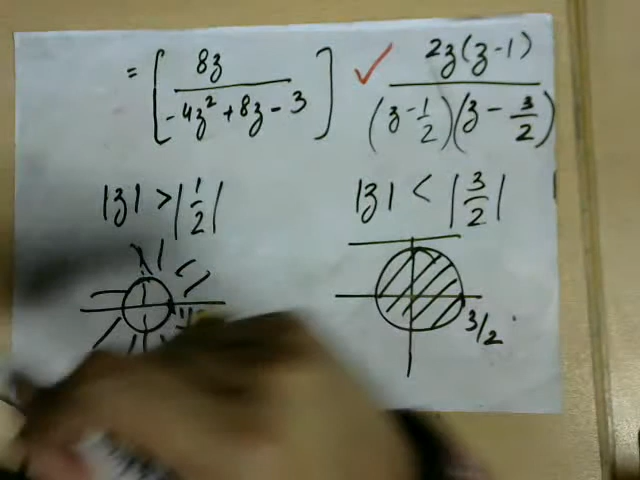 = [ 8z / (-4z² + 8z - 3) ] ✓ 2z(z-1) / (z - 1/2)(z - 3/2)
|z| > |1/2| |z| < |3/2|
3/2